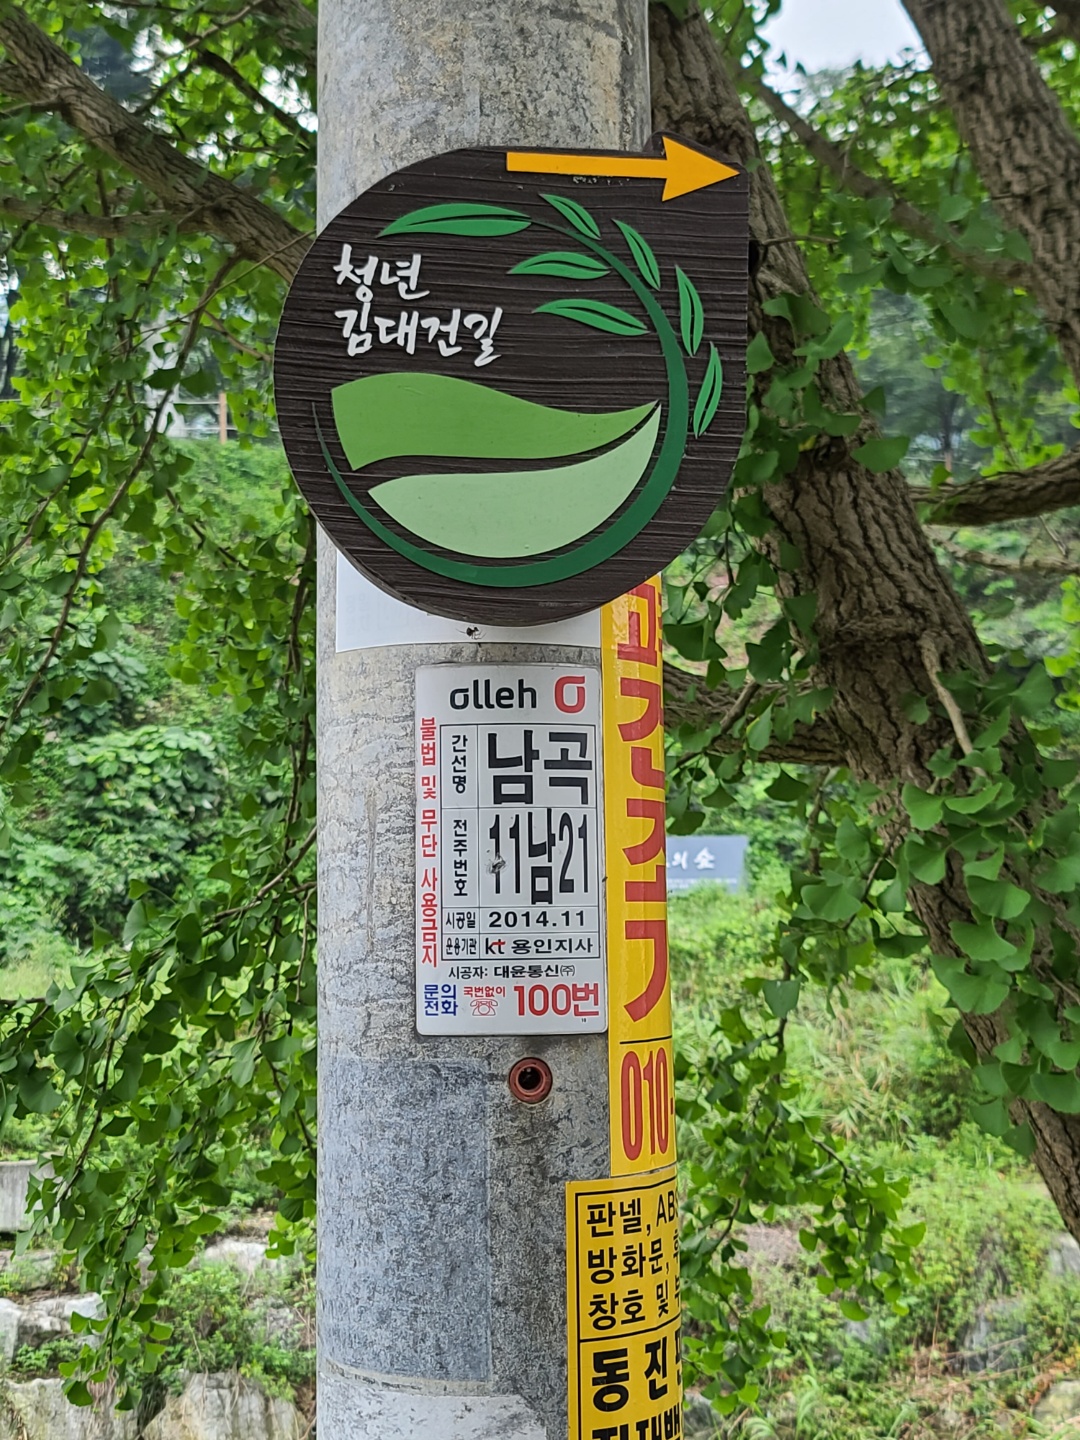 청년
김대건길
olleh
불법 및 무단 사용금지
간선명 남곡
전주번호 11남21
시공일 2014.11
운용기관 kt 용인지사
시공자: 대윤통신㈜
문의전화 국번없이 100번
010
판넬,
방화문,
창호 및
동진